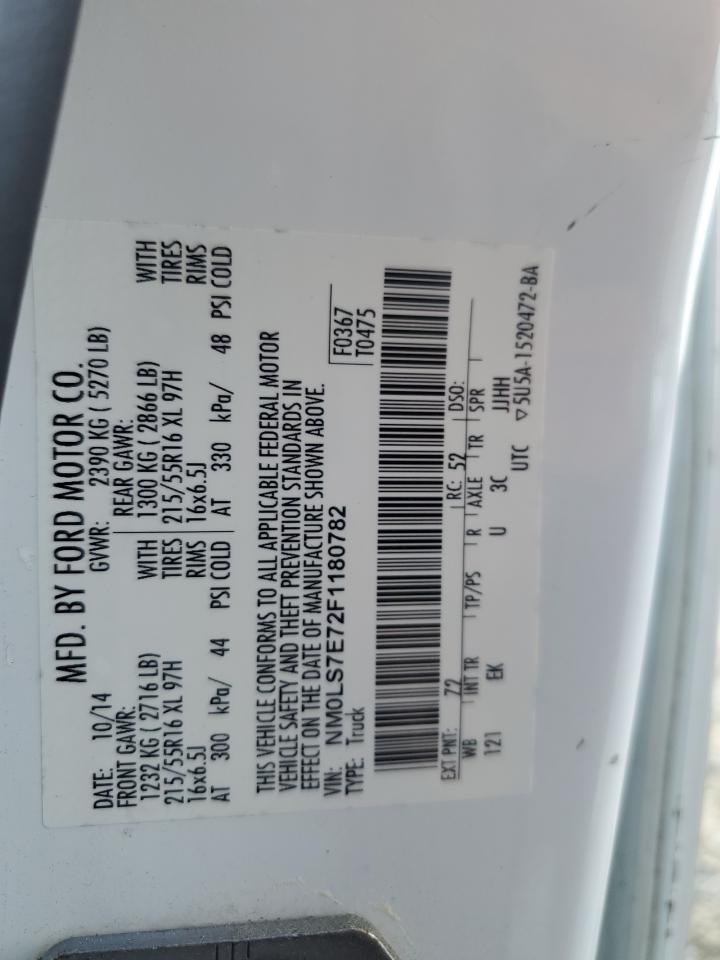 MFD. BY FORD MOTOR CO.
DATE: 10/14 GVWR: 2390 KG ( 5270 LB)
FRONT GAWR: REAR GAWR:
1232 KG ( 2716 LB) WITH 1300 KG ( 2866 LB) WITH
215/55R16 XL 97H TIRES 215/55R16 XL 97H TIRES
16x6.5J RIMS 16x6.5J RIMS
AT 300 kPa/ 44 PSI COLD AT 330 kPa/ 48 PSI COLD
THIS VEHICLE CONFORMS TO ALL APPLICABLE FEDERAL MOTOR
VEHICLE SAFETY AND THEFT PREVENTION STANDARDS IN
EFFECT ON THE DATE OF MANUFACTURE SHOWN ABOVE.
VIN: NM0LS7E72F1180782 F0367
TYPE: Truck T0475
EXT PNT: 72 RC: 52 DSO:
WB INT TR TP/PS R AXLE TR SPR
121 EK U 3C JJHH
UTC ▽5U5A-1520472-BA